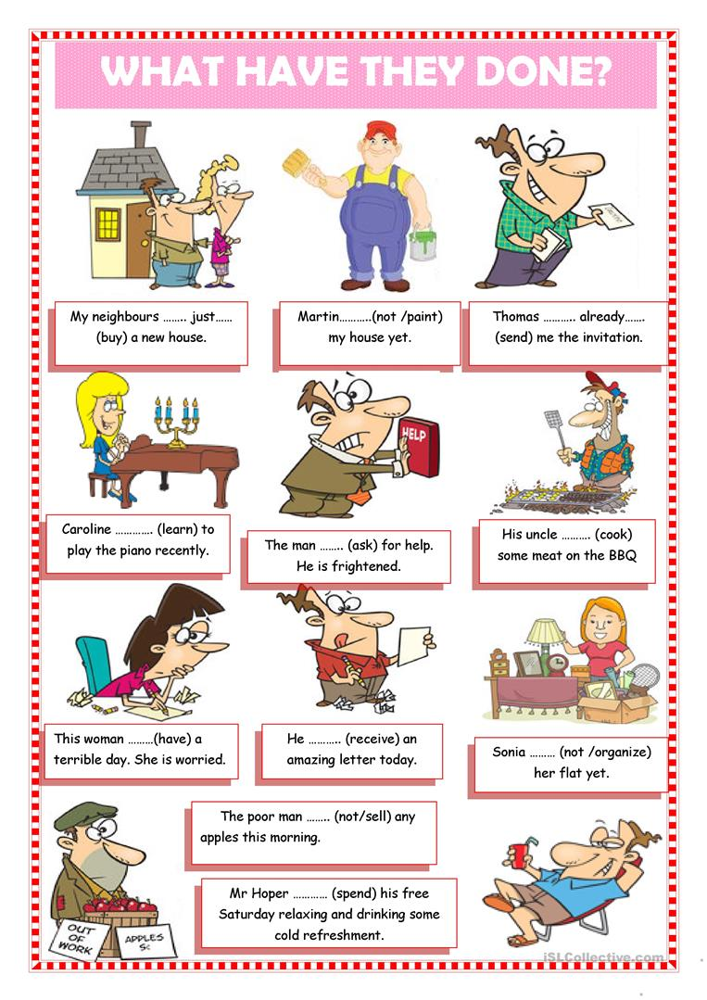 WHAT HAVE THEY DONE?
My neighbours …….. just……
(buy) a new house.
Martin………..(not /paint)
my house yet.
Thomas ……….. already…….
(send) me the invitation.
HELP
Caroline …………. (learn) to
play the piano recently.
The man …….. (ask) for help.
He is frightened.
His uncle ………. (cook)
some meat on the BBQ
This woman ………(have) a
terrible day. She is worried.
He ……….. (receive) an
amazing letter today.
Sonia ……… (not /organize)
her flat yet.
The poor man …….. (not/sell) any
apples this morning.
OUT
OF
WORK
APPLES
5¢
Mr Hoper ………… (spend) his free
Saturday relaxing and drinking some
cold refreshment.
iSLCollective.com